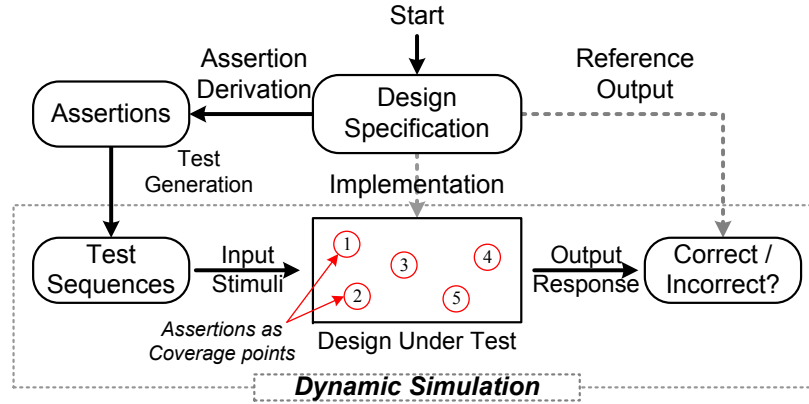 Start
Assertion
Derivation
Reference
Output
Assertions
Design
Specification
Test
Generation
Implementation
Test
Sequences
Input
Stimuli
1
2
3
4
5
Output
Response
Correct /
Incorrect?
Assertions as
Coverage points
Design Under Test
Dynamic Simulation